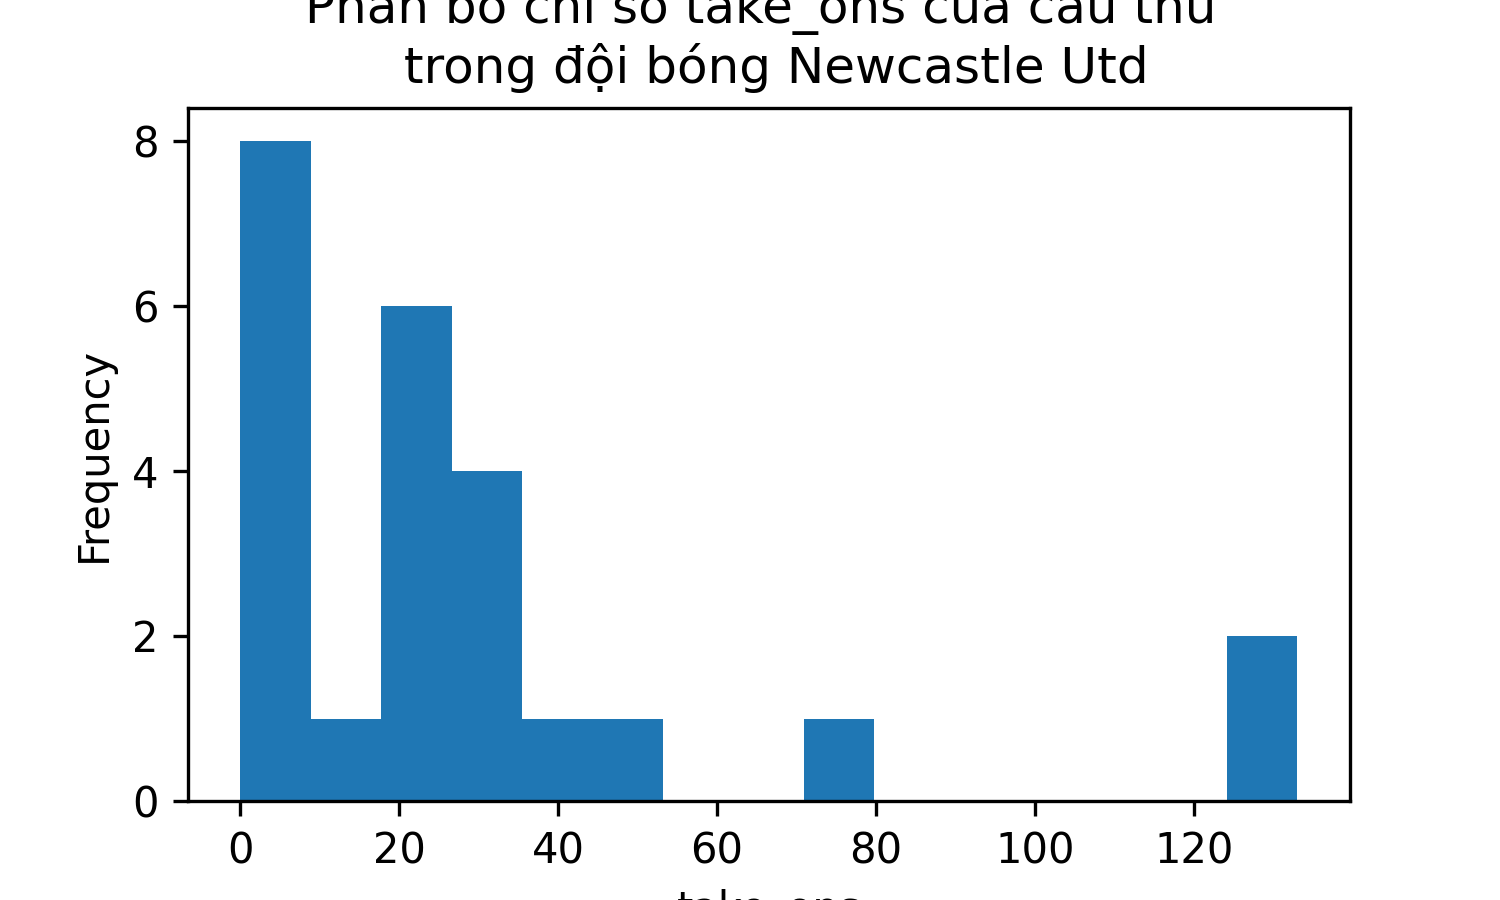 Phân bố chỉ số take_ons của cầu thủ
trong đội bóng Newcastle Utd
8
6
4
2
0
Frequency
0 20 40 60 80 100 120
take_ons